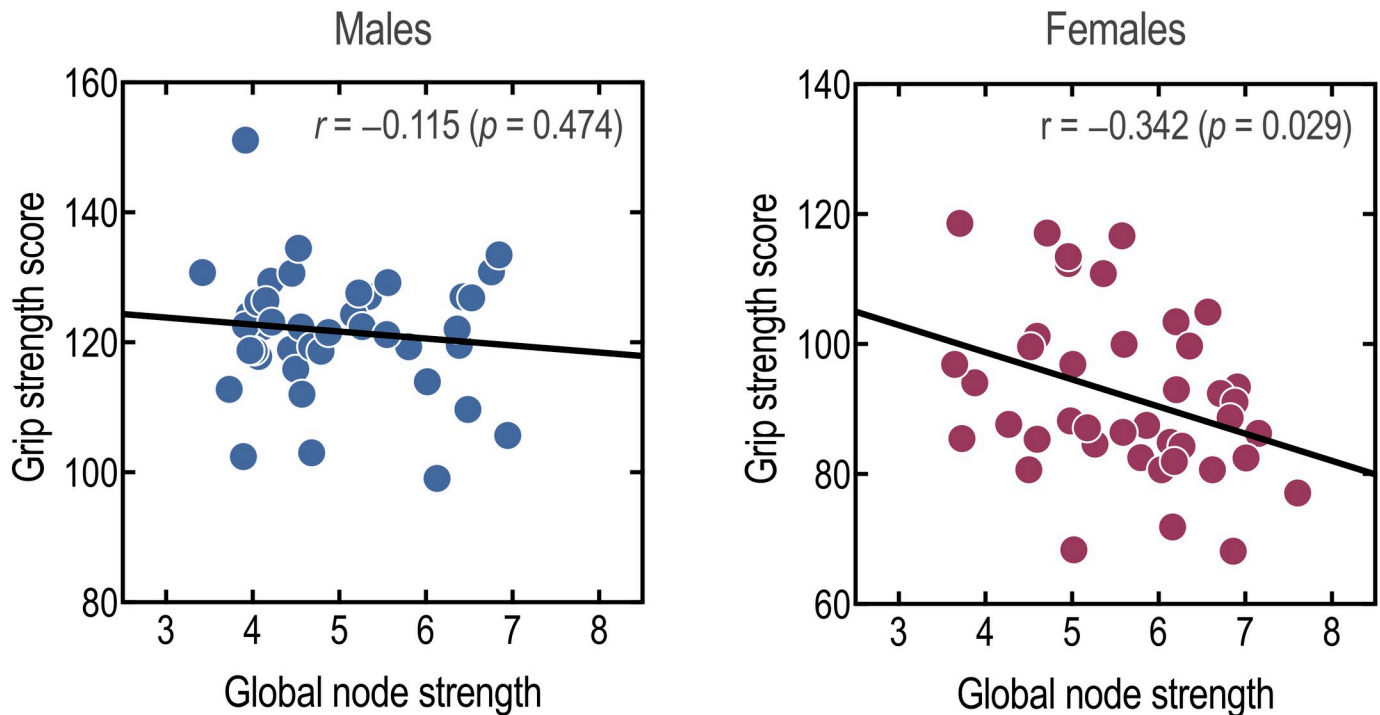 Males
160
140
120
100
80
Grip strength score
r = –0.115 (p = 0.474)
3 4 5 6 7 8
Global node strength
Females
140
120
100
80
60
Grip strength score
r = –0.342 (p = 0.029)
3 4 5 6 7 8
Global node strength